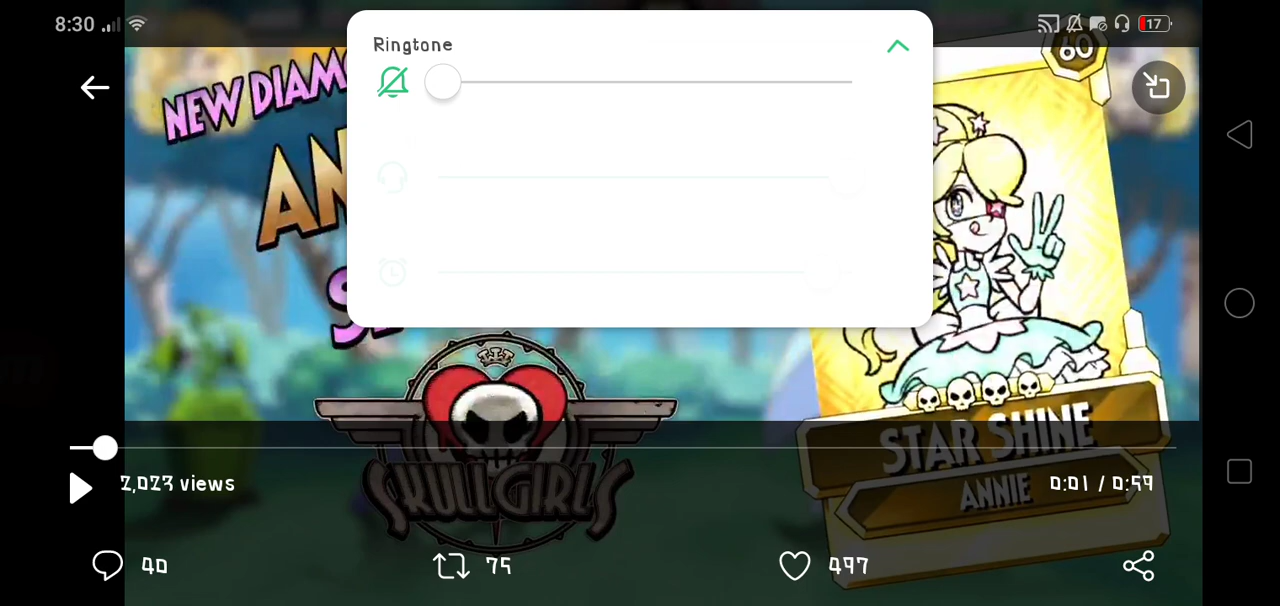 8:30
17
Ringtone
60
NEW DIAM
AN
S
STAR SHINE
ANNIE
SKULLGIRLS
2,023 views
0:01 / 0:59
40
75
497